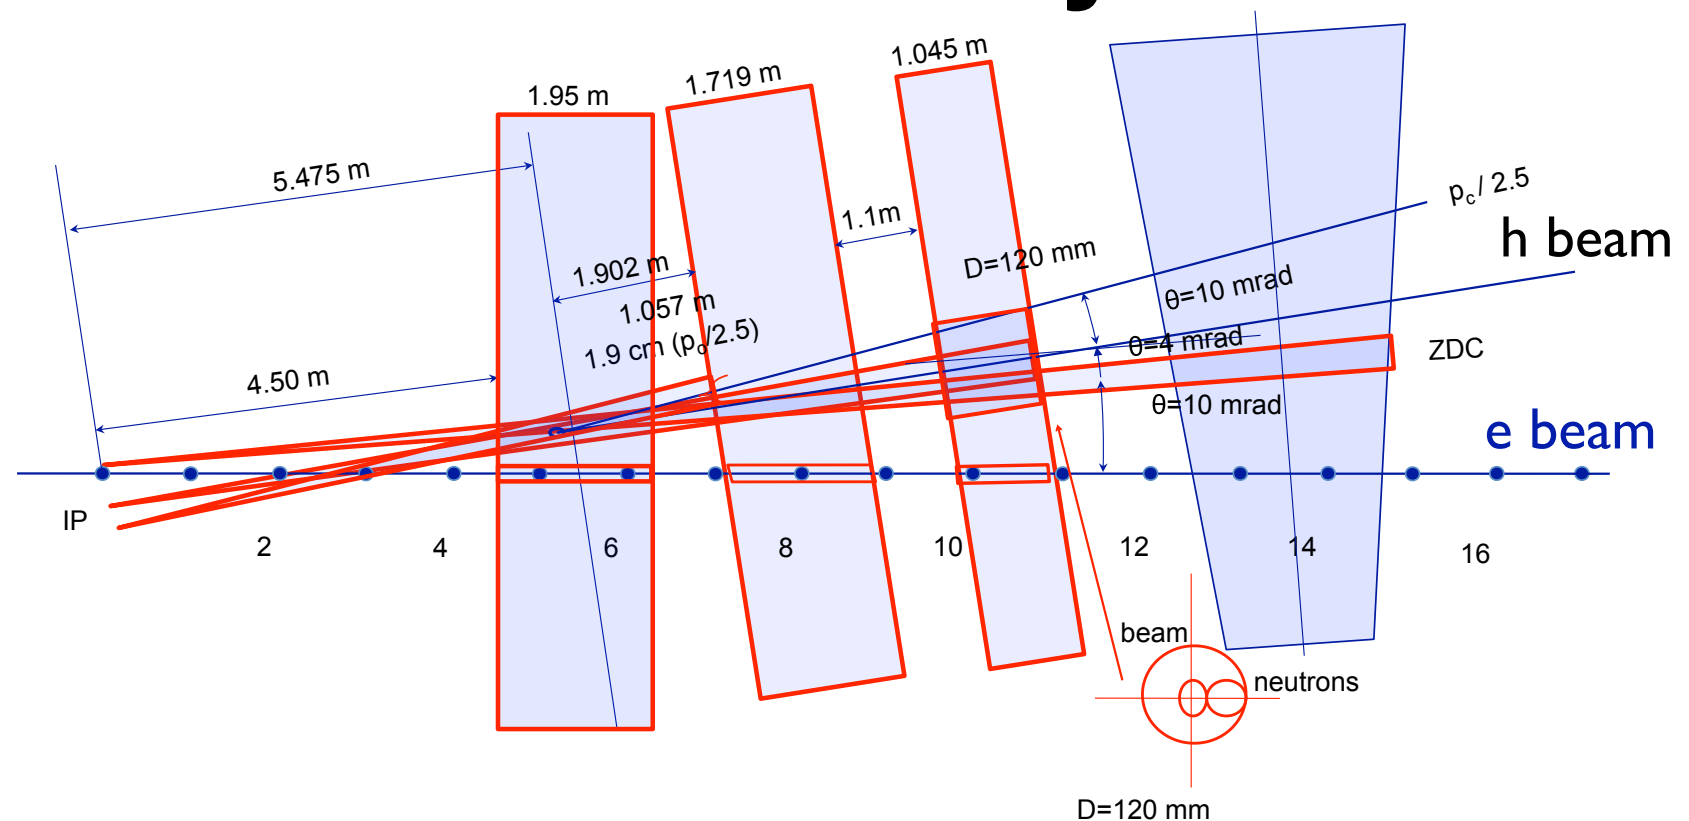 1.045 m
1.719 m
1.95 m
5.475 m
p_c / 2.5
1.1m
h beam
D=120 mm
1.902 m
θ=10 mrad
1.057 m
1.9 cm (p_o/2.5)
θ=4 mrad
ZDC
4.50 m
θ=10 mrad
e beam
IP
2
4
6
8
10
12
14
16
beam
neutrons
D=120 mm